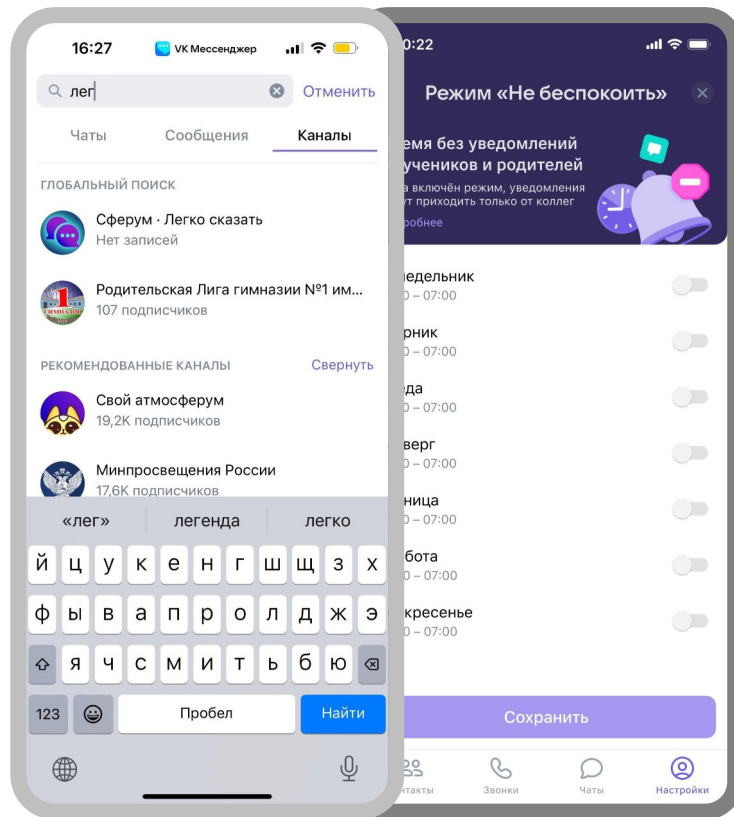 16:27
VK Мессенджер
лег
Отменить
Чаты
Сообщения
Каналы
ГЛОБАЛЬНЫЙ ПОИСК
Сферум · Легко сказать
Нет записей
1
ГИМНАЗИЯ
Родительская Лига гимназии №1 им...
107 подписчиков
РЕКОМЕНДОВАННЫЕ КАНАЛЫ
Свернуть
Свой атмосферум
19,2K подписчиков
Минпросвещения России
17,6K подписчиков
«лег»
легенда
легко
й ц у к е н г ш щ з х
ф ы в а п р о л д ж э
я ч с м и т ь б ю
123
Пробел
Найти
0:22
Режим «Не беспокоить»
емя без уведомлений
учеников и родителей
а включён режим, уведомления
ут приходить только от коллег
робнее
недельник
0 – 07:00
рник
0 – 07:00
да
0 – 07:00
верг
0 – 07:00
ница
0 – 07:00
бота
0 – 07:00
кресенье
0 – 07:00
Сохранить
нтакты
Звонки
Чаты
Настройки